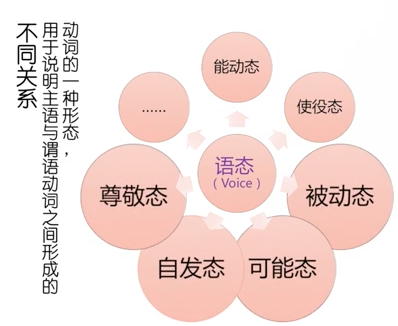 动词的一种形态，
用于说明主语与谓语动词之间形成的
不同关系
能动态
使役态
被动态
可能态
自发态
尊敬态
......
语态
（Voice）